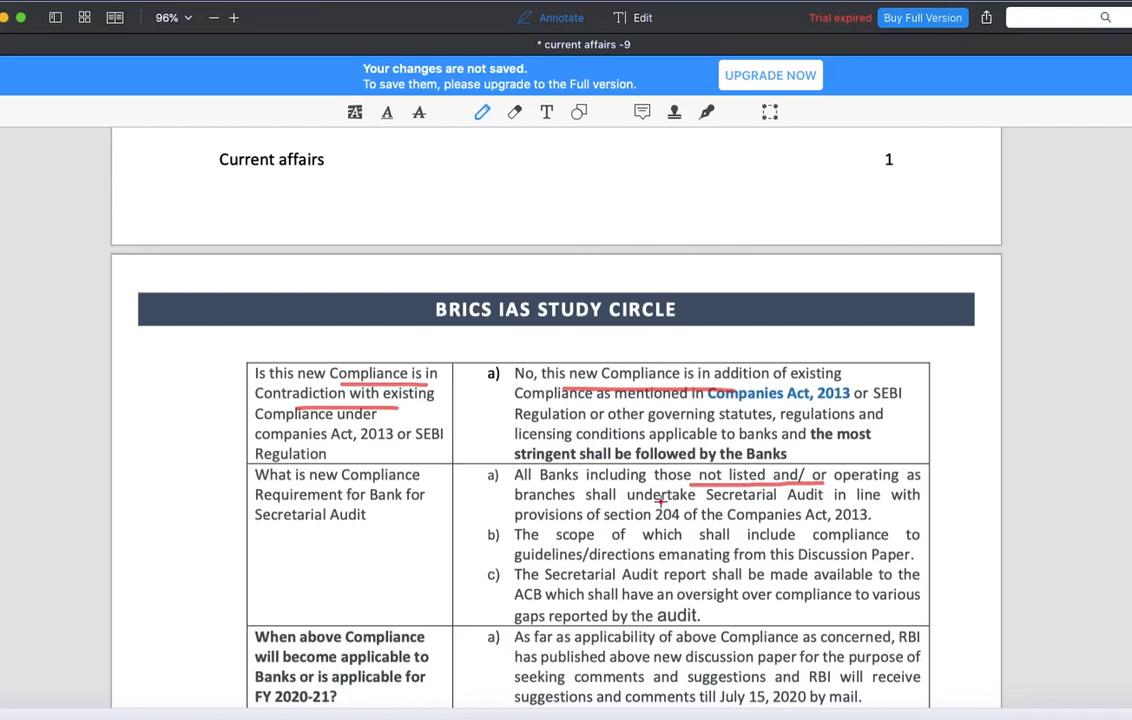 96%
Annotate
T| Edit
Trial expired
Buy Full Version
* current affairs -9
Your changes are not saved.
To save them, please upgrade to the Full version.
UPGRADE NOW
Current affairs 1
BRICS IAS STUDY CIRCLE
Is this new Compliance is in
Contradiction with existing
Compliance under
companies Act, 2013 or SEBI
Regulation
a) No, this new Compliance is in addition of existing
Compliance as mentioned in Companies Act, 2013 or SEBI
Regulation or other governing statutes, regulations and
licensing conditions applicable to banks and the most
stringent shall be followed by the Banks
What is new Compliance
Requirement for Bank for
Secretarial Audit
a) All Banks including those not listed and/ or operating as
branches shall undertake Secretarial Audit in line with
provisions of section 204 of the Companies Act, 2013.
b) The scope of which shall include compliance to
guidelines/directions emanating from this Discussion Paper.
c) The Secretarial Audit report shall be made available to the
ACB which shall have an oversight over compliance to various
gaps reported by the audit.
When above Compliance
will become applicable to
Banks or is applicable for
FY 2020-21?
a) As far as applicability of above Compliance as concerned, RBI
has published above new discussion paper for the purpose of
seeking comments and suggestions and RBI will receive
suggestions and comments till July 15, 2020 by mail.